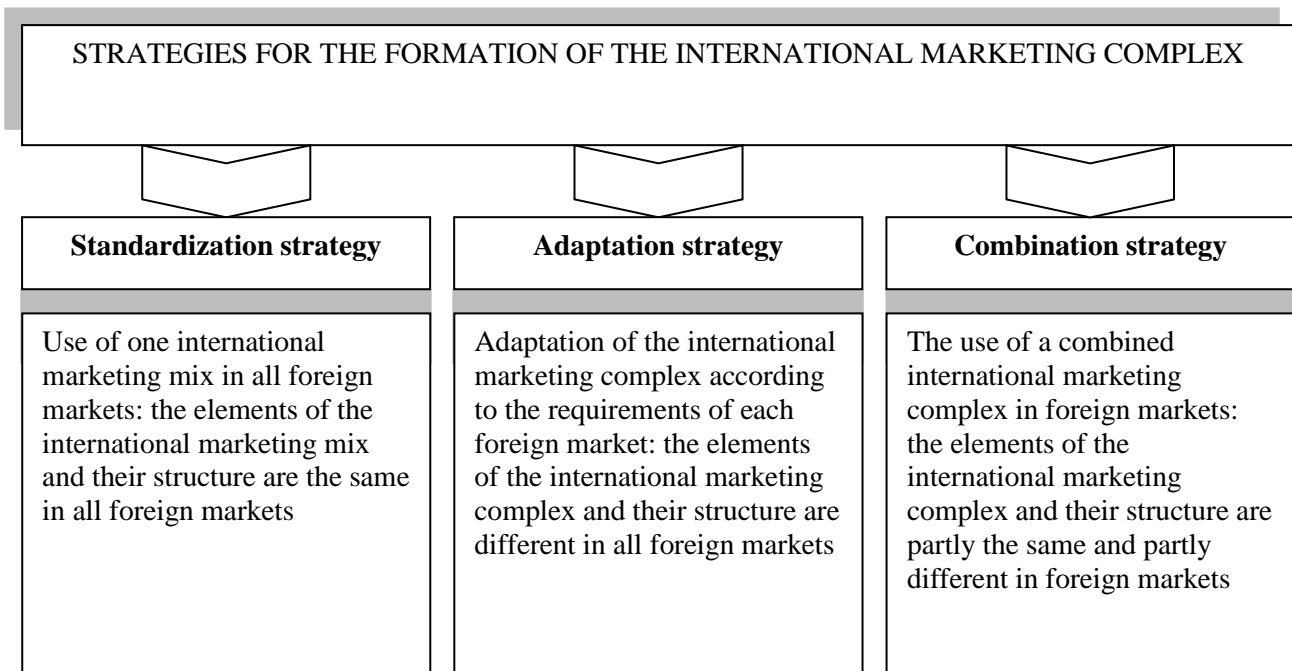 STRATEGIES FOR THE FORMATION OF THE INTERNATIONAL MARKETING COMPLEX
Standardization strategy
Use of one international
marketing mix in all foreign
markets: the elements of the
international marketing mix
and their structure are the same
in all foreign markets
Adaptation strategy
Adaptation of the international
marketing complex according
to the requirements of each
foreign market: the elements
of the international marketing
complex and their structure are
different in all foreign markets
Combination strategy
The use of a combined
international marketing
complex in foreign markets:
the elements of the
international marketing
complex and their structure are
partly the same and partly
different in foreign markets